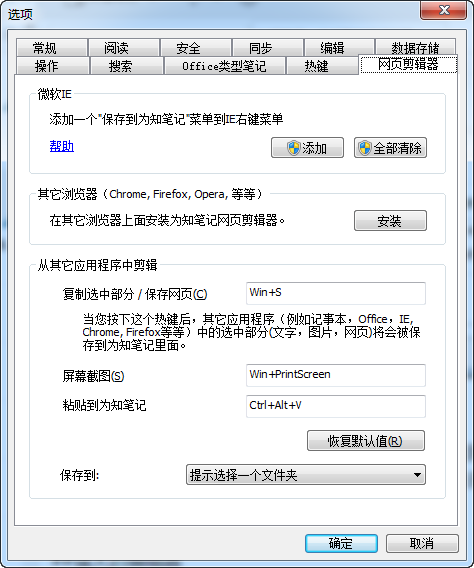 选项
常规 阅读 安全 同步 编辑 数据存储
操作 搜索 Office类型笔记 热键 网页剪辑器
微软IE
添加一个"保存到为知笔记"菜单到IE右键菜单
帮助 添加 全部清除
其它浏览器（Chrome, Firefox, Opera, 等等）
在其它浏览器上面安装为知笔记网页剪辑器。 安装
从其它应用程序中剪辑
复制选中部分 / 保存网页(C) Win+S
当您按下这个热键后，其它应用程序（例如记事本，Office，IE,
Chrome, Firefox等等）中的选中部分(文字，图片，网页)将会被
保存到为知笔记里面。
屏幕截图(S) Win+PrintScreen
粘贴到为知笔记 Ctrl+Alt+V
恢复默认值(R)
保存到: 提示选择一个文件夹
确定 取消